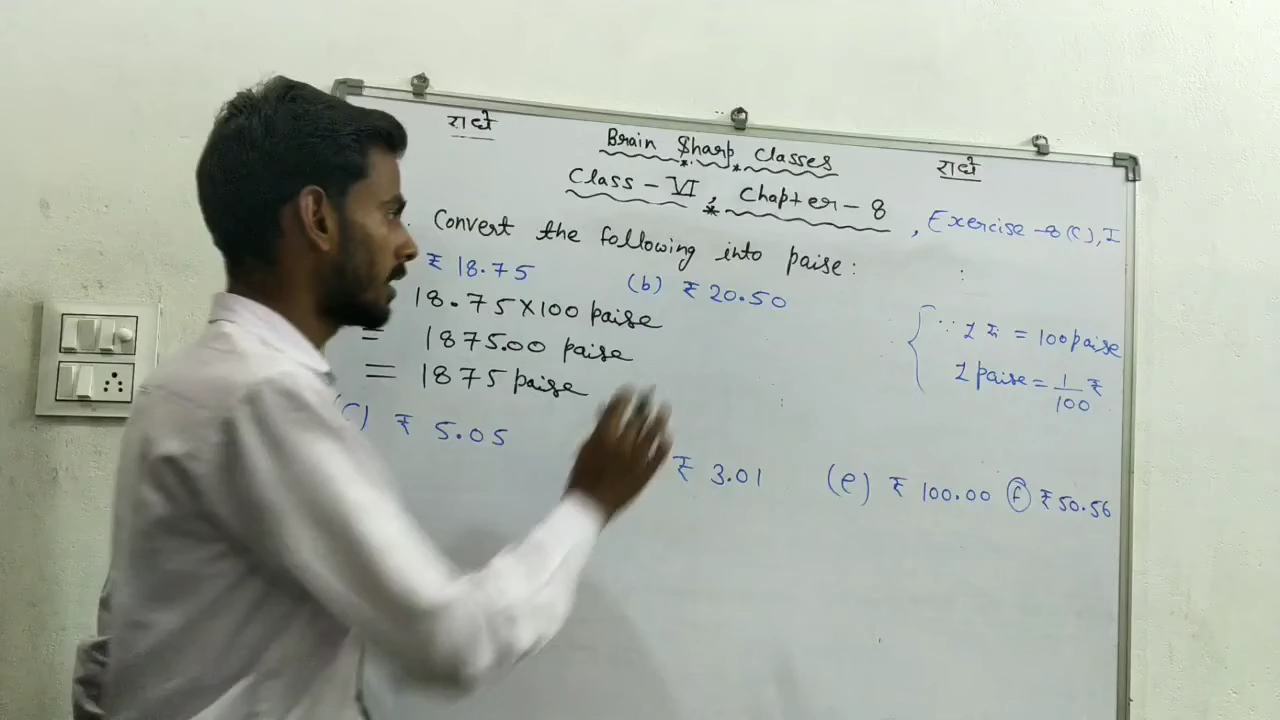 राधे
राधे
Brain Sharp Classes
Class - VI, Chapter - 8, Exercise - 8(C), I
Convert the following into paise:
₹ 18.75 (b) ₹ 20.50
18.75×100 paise
= 1875.00 paise
= 1875 paise
{∵ 1 ₹ = 100 paise
1 paise = 1/100 ₹
(C) ₹ 5.05
₹ 3.01 (e) ₹ 100.00 (f) ₹ 50.56